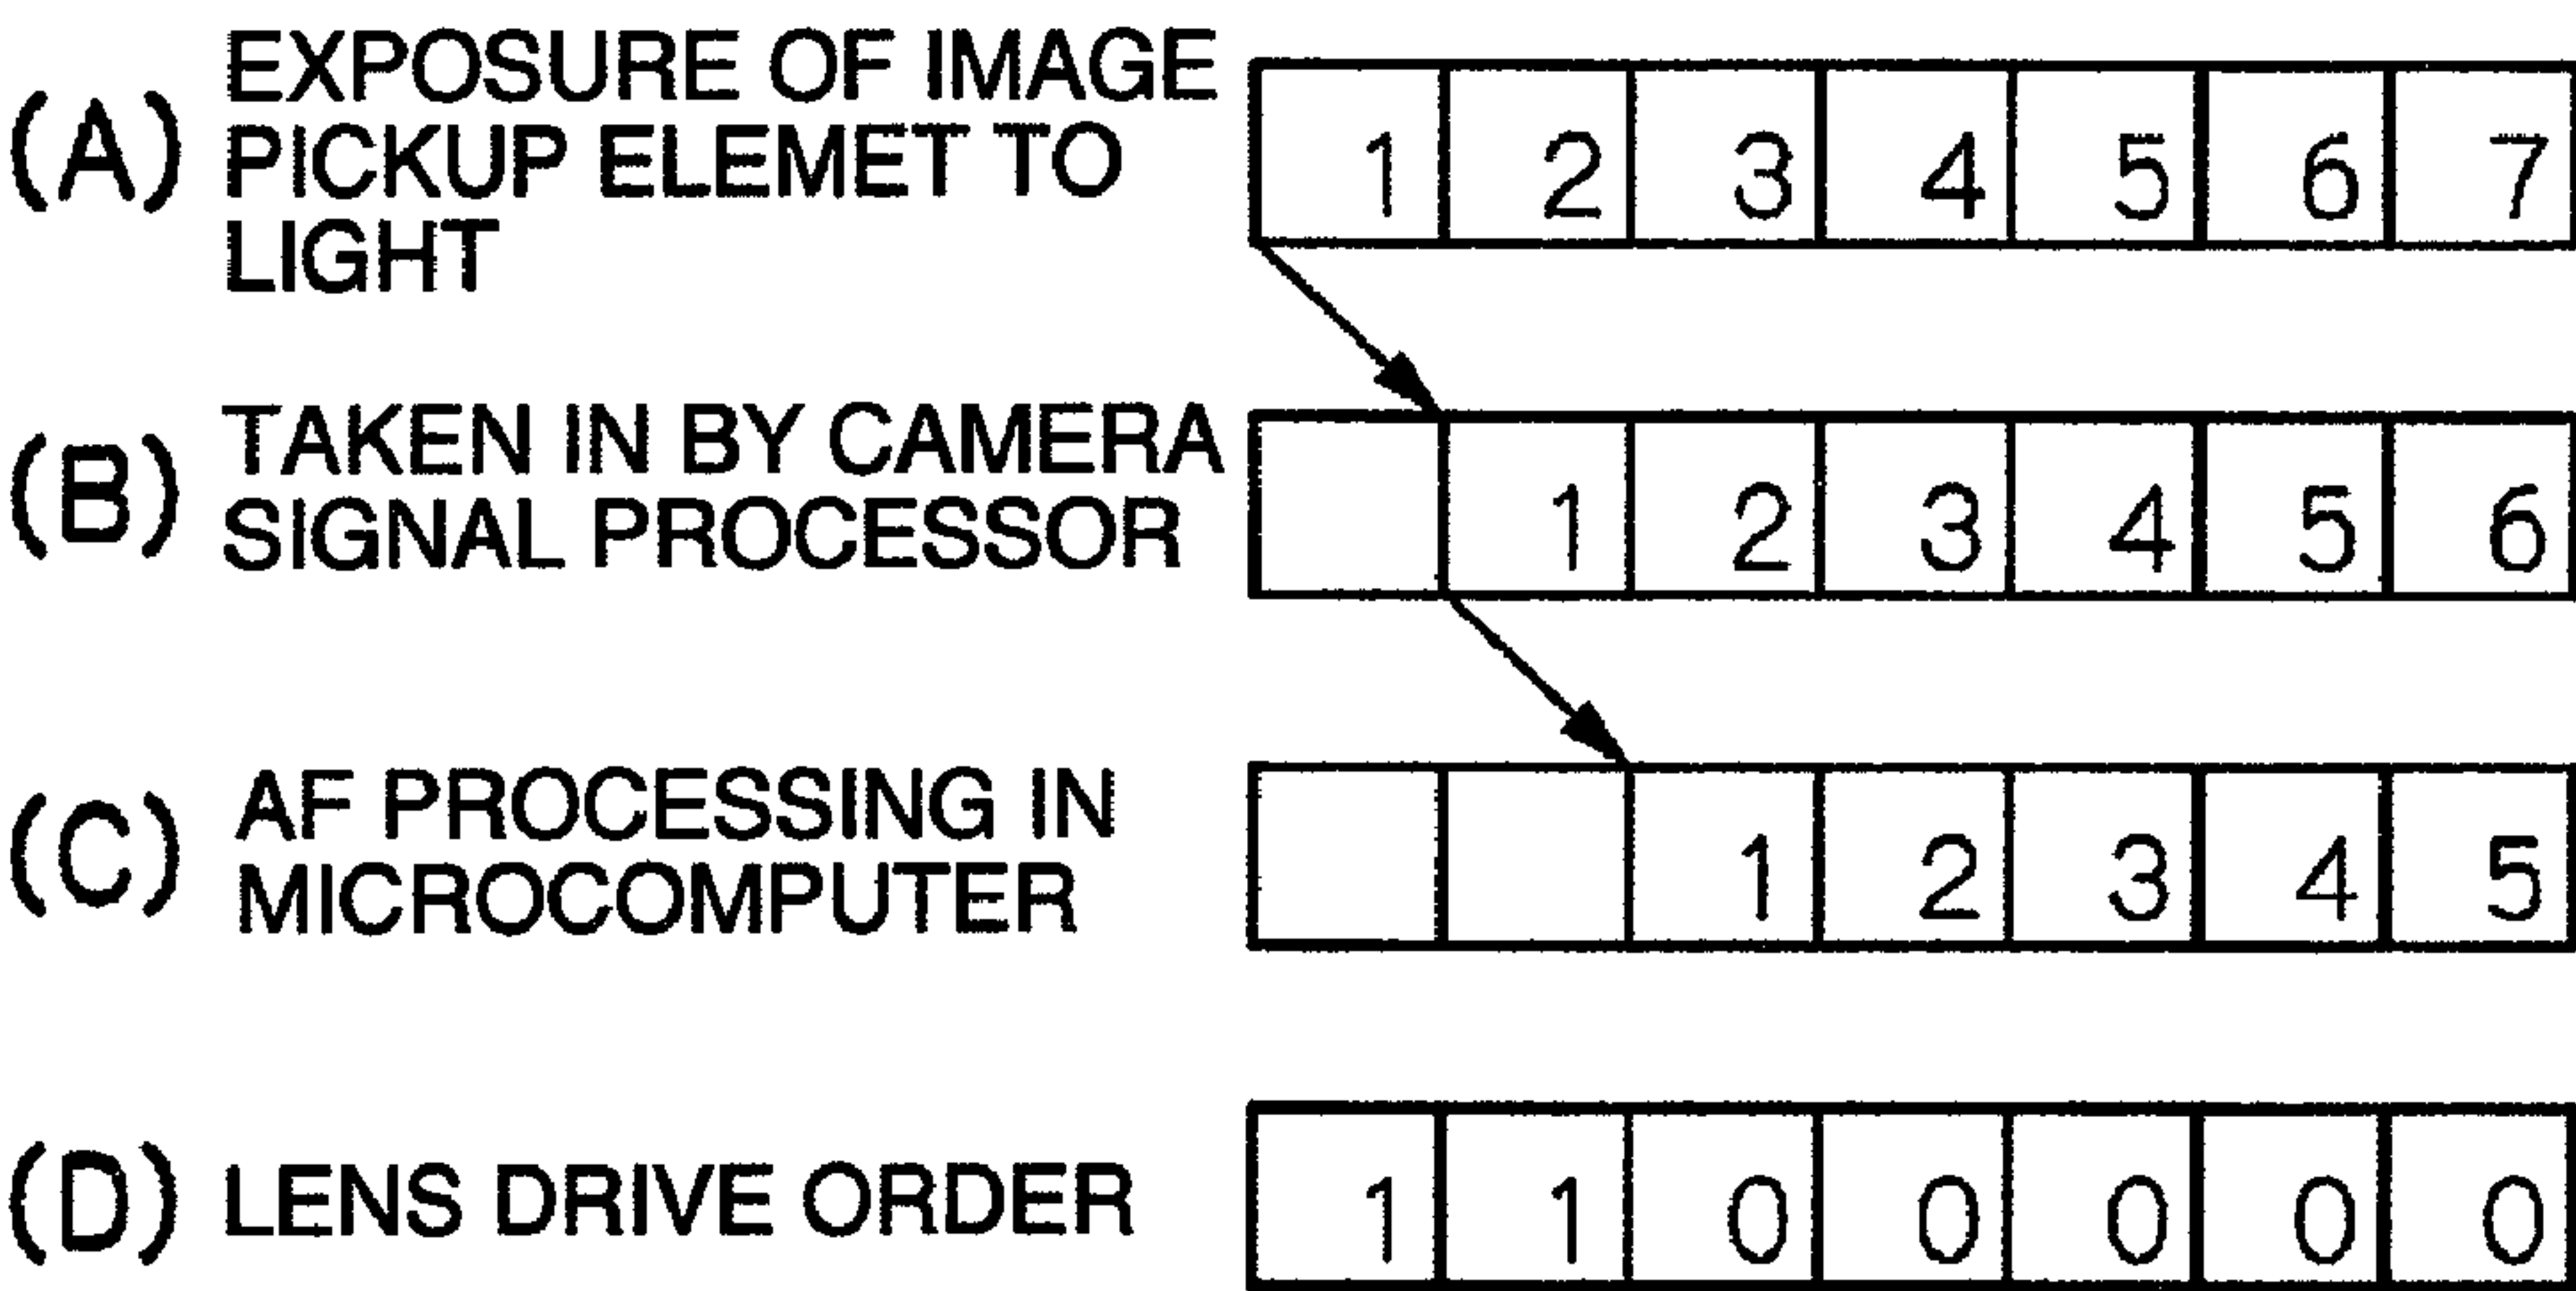 (A) EXPOSURE OF IMAGE
PICKUP ELEMET TO
LIGHT
1 2 3 4 5 6 7
(B) TAKEN IN BY CAMERA
SIGNAL PROCESSOR
1 2 3 4 5 6
(C) AF PROCESSING IN
MICROCOMPUTER
1 2 3 4 5
(D) LENS DRIVE ORDER
1 1 0 0 0 0 0